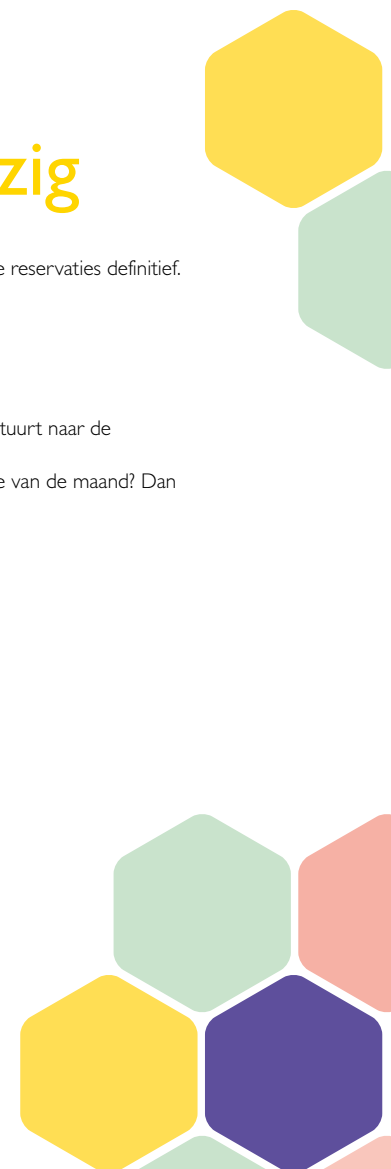 zig
e reservaties definitief.
tuurt naar de
e van de maand? Dan